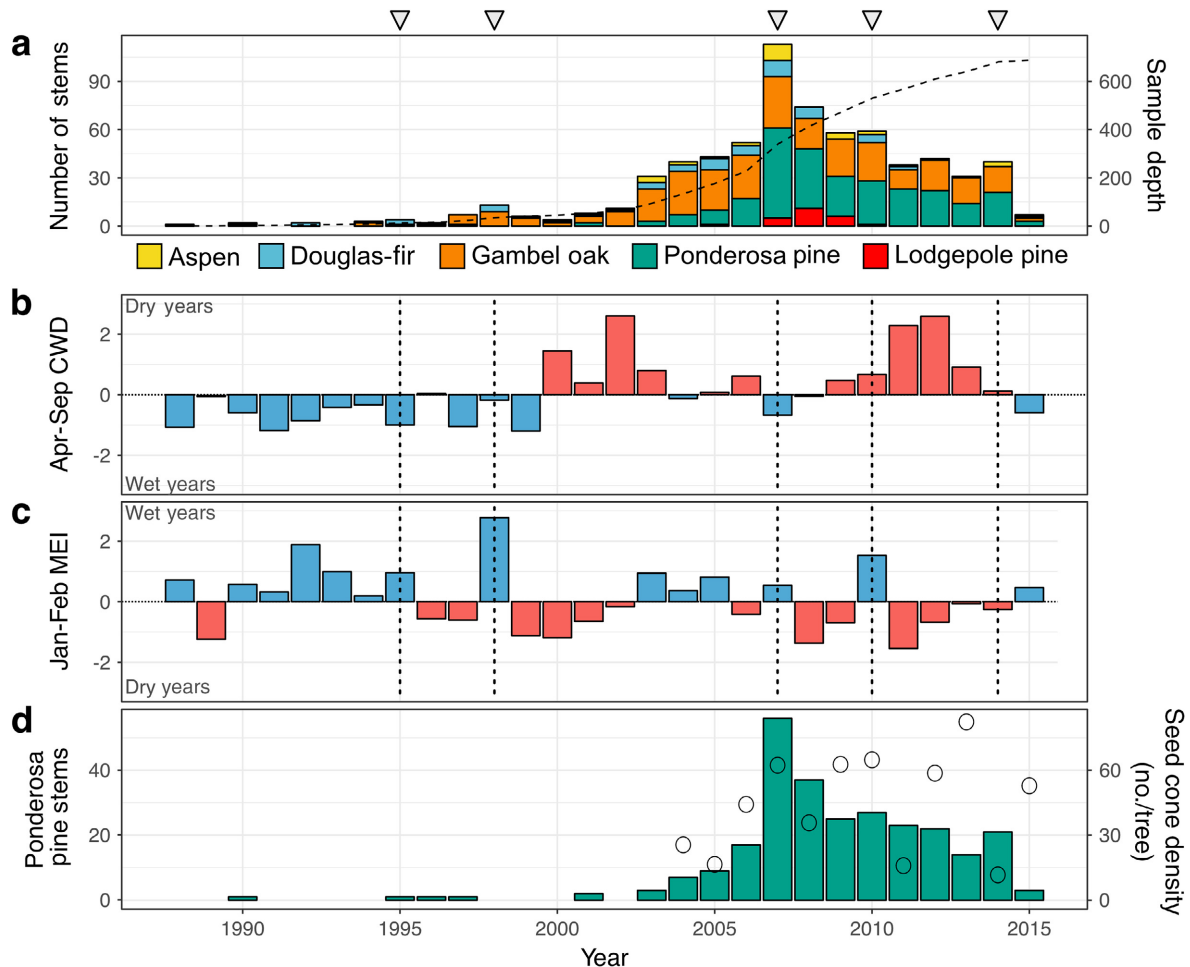 a
Number of stems
90
60
30
0
600
400
200
0
Sample depth
Aspen
Douglas-fir
Gambel oak
Ponderosa pine
Lodgepole pine
b
Apr-Sep CWD
Dry years
2
0
-2
Wet years
c
Jan-Feb MEI
Wet years
2
0
-2
Dry years
d
Ponderosa
pine stems
40
20
0
60
30
0
Seed cone density
(no./tree)
1990
1995
2000
2005
2010
2015
Year